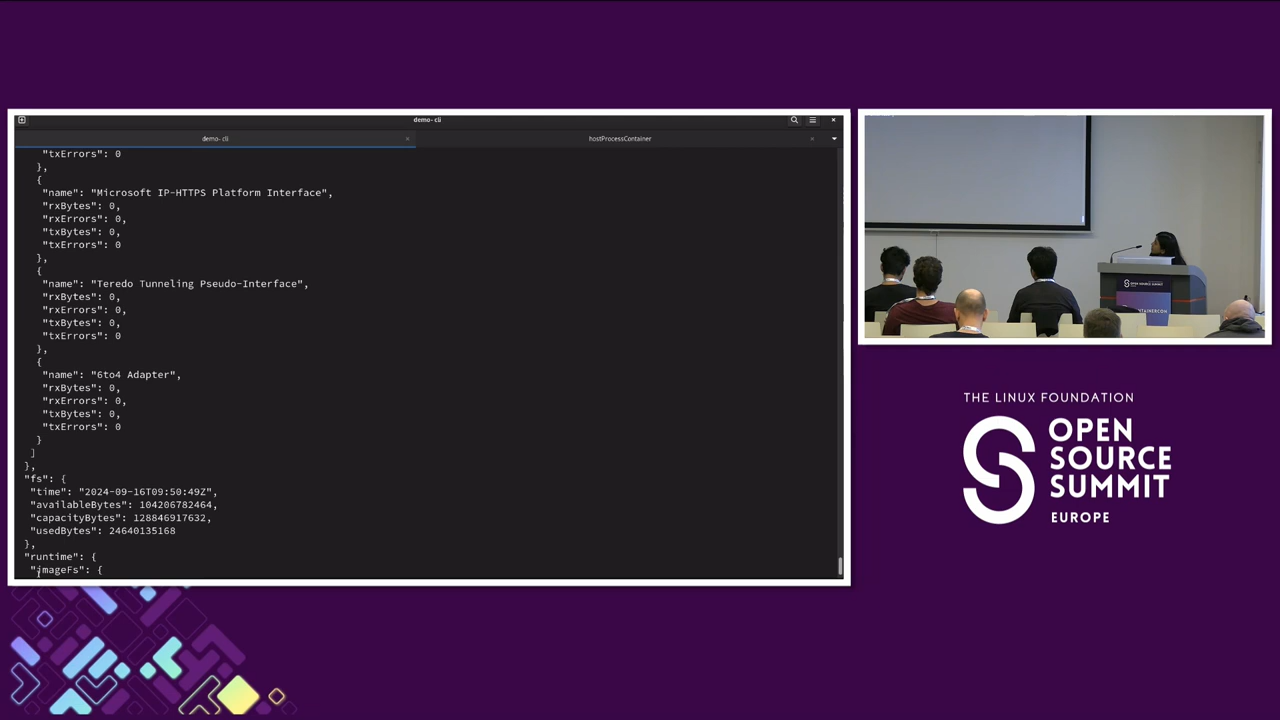 demo- cli
demo- cli
hostProcessContainer
"txErrors": 0
},
{
"name": "Microsoft IP-HTTPS Platform Interface",
"rxBytes": 0,
"rxErrors": 0,
"txBytes": 0,
"txErrors": 0
},
{
"name": "Teredo Tunneling Pseudo-Interface",
"rxBytes": 0,
"rxErrors": 0,
"txBytes": 0,
"txErrors": 0
},
{
"name": "6to4 Adapter",
"rxBytes": 0,
"rxErrors": 0,
"txBytes": 0,
"txErrors": 0
}
]
},
"fs": {
"time": "2024-09-16T09:50:49Z",
"availableBytes": 104206782464,
"capacityBytes": 128846917632,
"usedBytes": 24640135168
},
"runtime": {
"imageFs": {
OPEN SOURCE SUMMIT
THE LINUX FOUNDATION
OPEN
SOURCE
SUMMIT
EUROPE